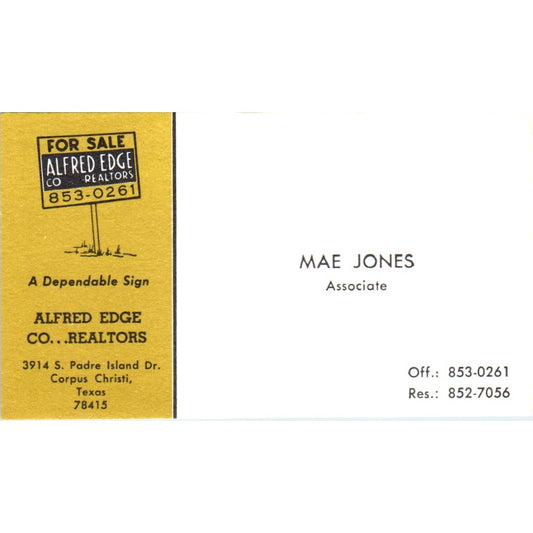 FOR SALE
ALFRED EDGE
CO REALTORS
853-0261
A Dependable Sign
ALFRED EDGE
CO...REALTORS
3914 S. Padre Island Dr.
Corpus Christi,
Texas
78415
MAE JONES
Associate
Off.: 853-0261
Res.: 852-7056